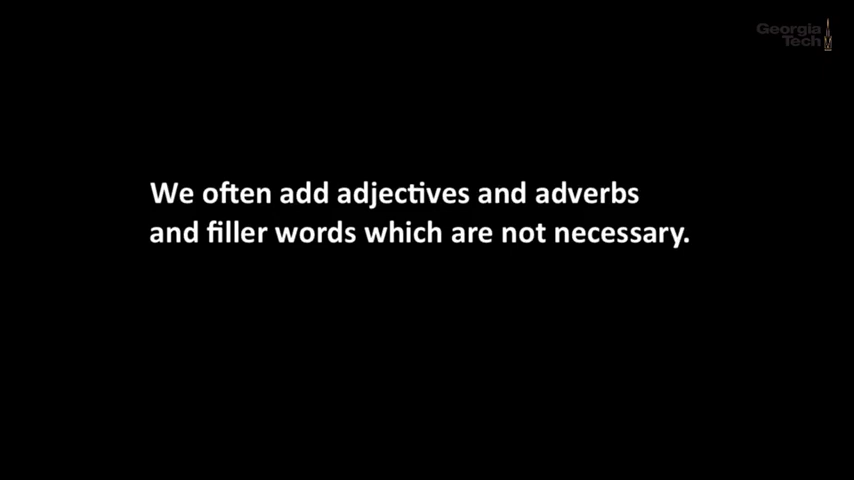 Georgia
Tech
We often add adjectives and adverbs
and filler words which are not necessary.